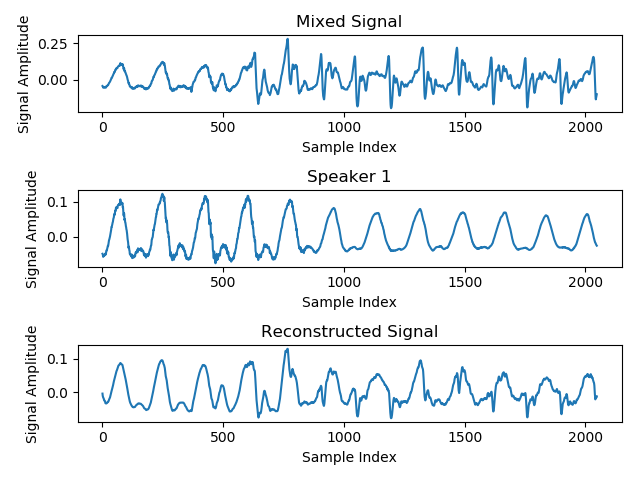 Mixed Signal
Signal Amplitude
0.25
0.00
0 500 1000 1500 2000
Sample Index
Speaker 1
Signal Amplitude
0.1
0.0
0 500 1000 1500 2000
Sample Index
Reconstructed Signal
Signal Amplitude
0.1
0.0
0 500 1000 1500 2000
Sample Index